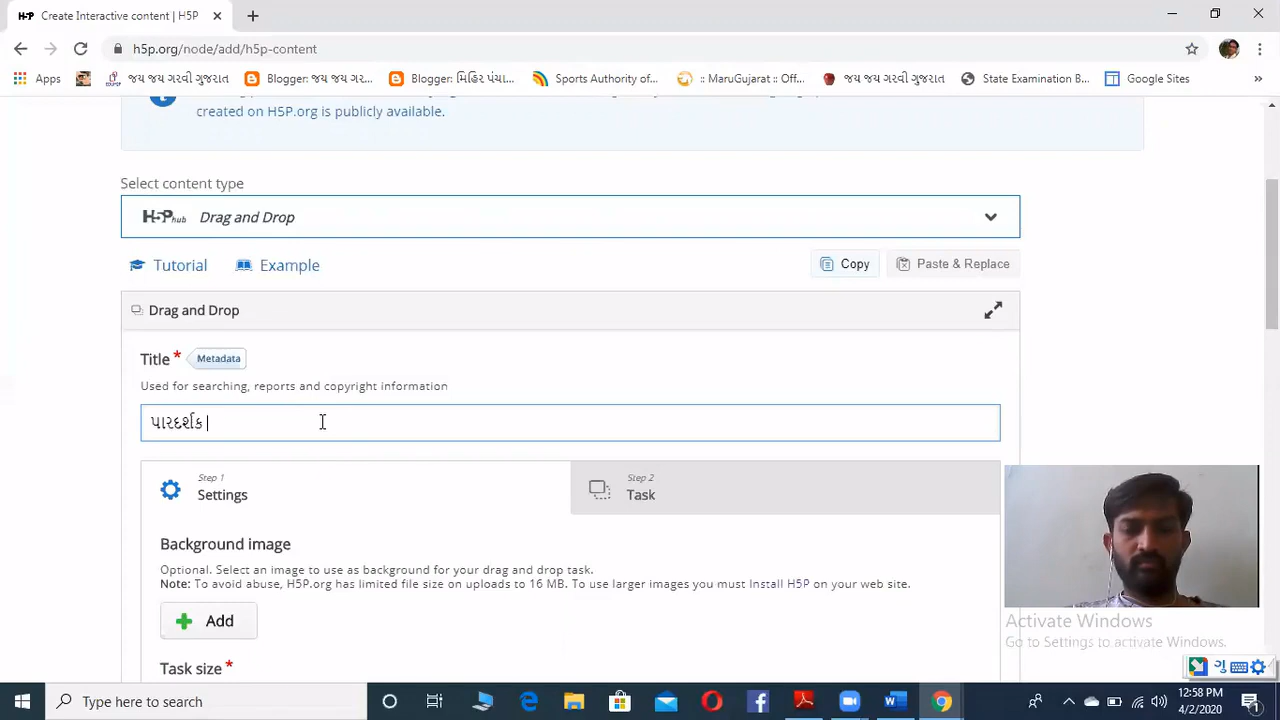 H5P Create Interactive content | H5P
h5p.org/node/add/h5p-content
Apps જય જય ગરવી ગુજરાત Blogger: જય જય ગર... Blogger: મિહિર પંચા... Sports Authority of... :: MaruGujarat :: Off... જય જય ગરવી ગુજરાત State Examination B... Google Sites »
created on H5P.org is publicly available.
Select content type
H5P hub Drag and Drop
Tutorial Example Copy Paste & Replace
Drag and Drop
Title * Metadata
Used for searching, reports and copyright information
પારદર્શક
Step 1
Settings
Step 2
Task
Background image
Optional. Select an image to use as background for your drag and drop task.
Note: To avoid abuse, H5P.org has limited file size on uploads to 16 MB. To use larger images you must Install H5P on your web site.
Add
Task size *
Activate Windows
Go to Settings to activate Windows.
Type here to search
12:58 PM
4/2/2020